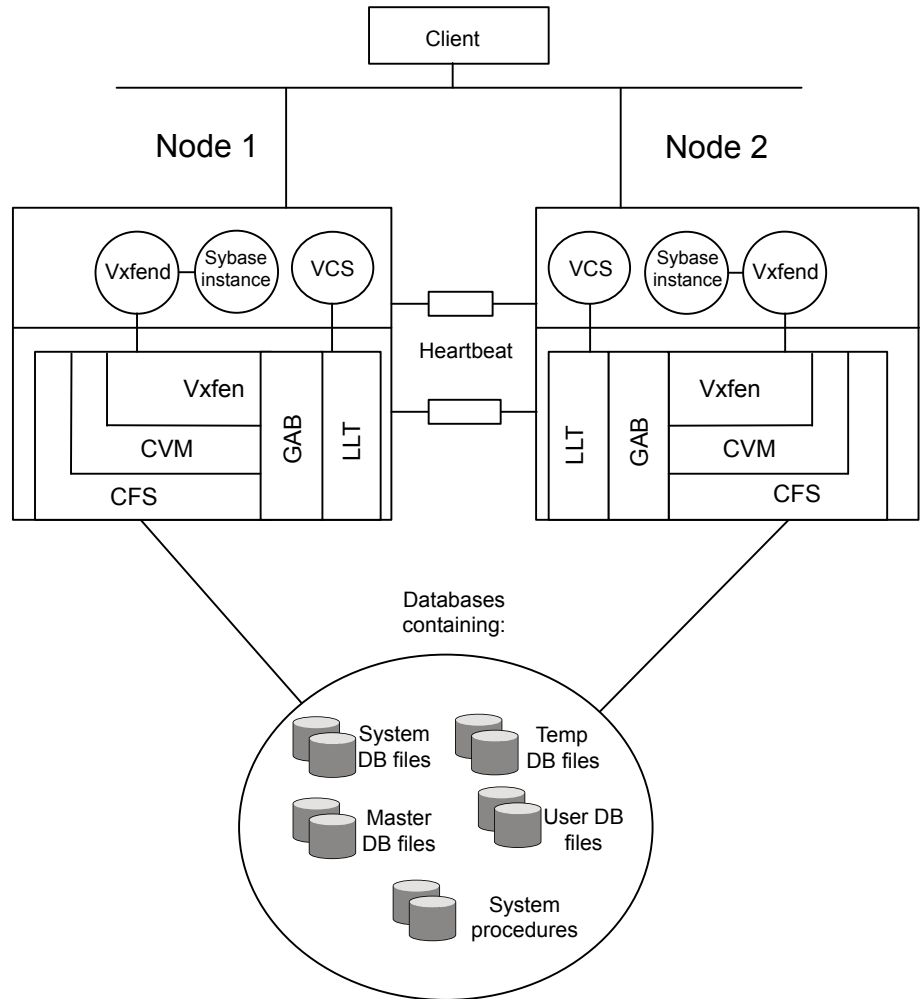 Client
Node 1
Node 2
Vxfend
Sybase
instance
VCS
VCS
Sybase
instance
Vxfend
Heartbeat
Vxfen
CVM
CFS
GAB
LLT
LLT
GAB
Vxfen
CVM
CFS
Databases
containing:
System
DB files
Temp
DB files
Master
DB files
User DB
files
System
procedures